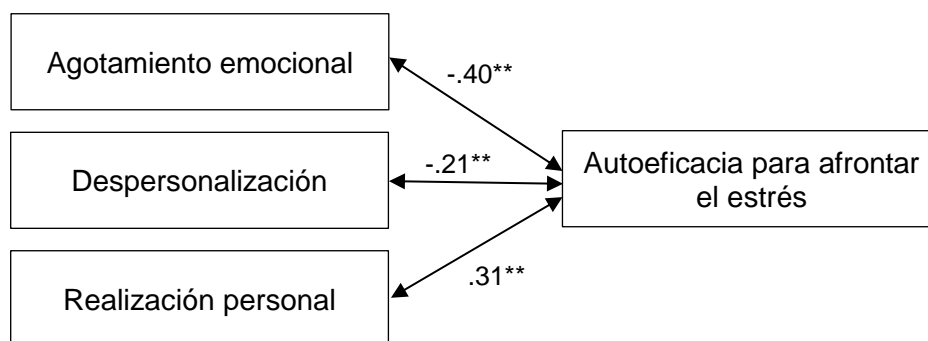 Agotamiento emocional
-.40**
Despersonalización
-.21**
Autoeficacia para afrontar
el estrés
Realización personal
.31**